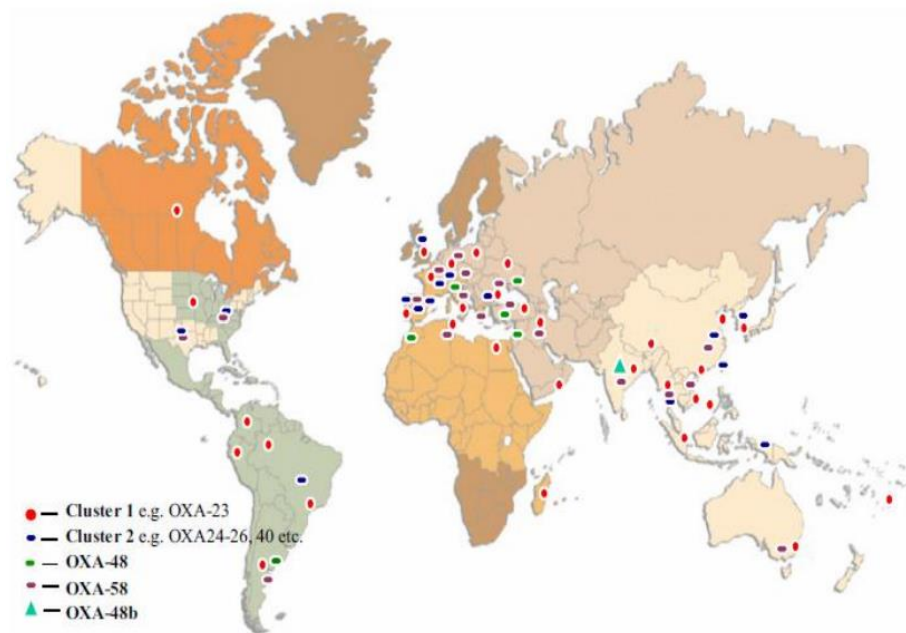 Cluster 1 e.g. OXA-23
Cluster 2 e.g. OXA24-26, 40 etc.
OXA-48
OXA-58
OXA-48b